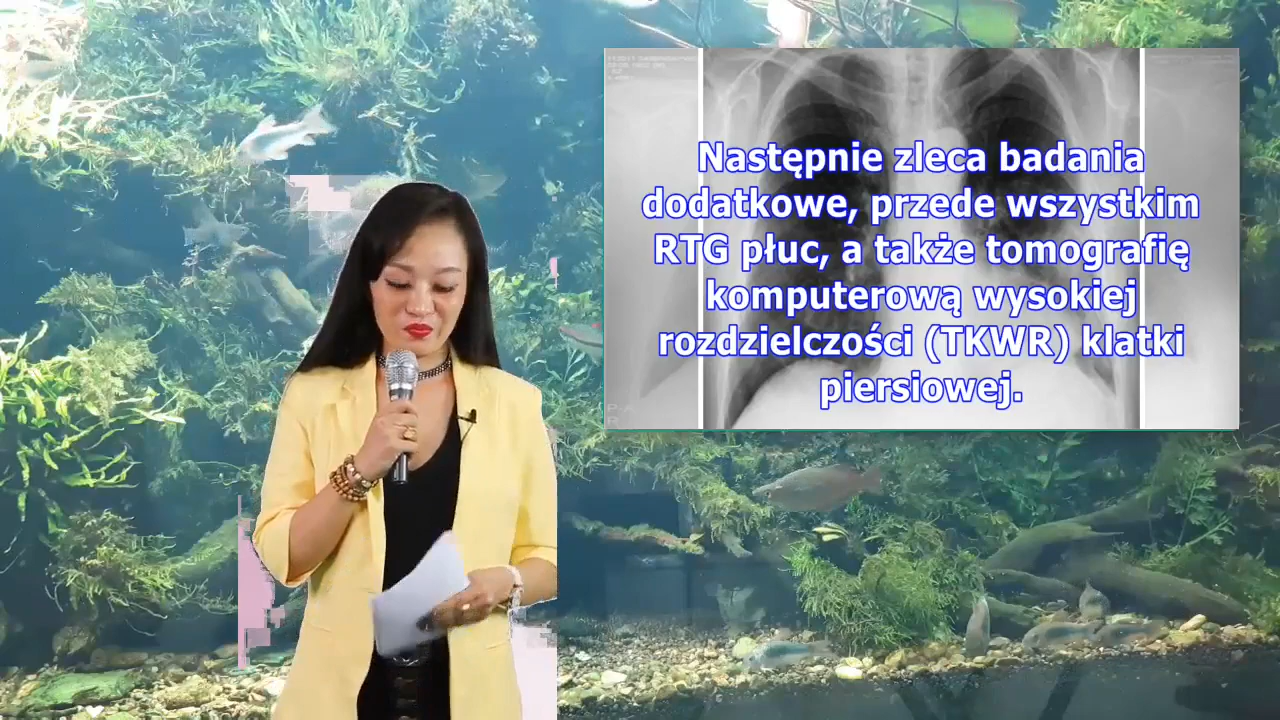 Następnie zleca badania
dodatkowe, przede wszystkim
RTG płuc, a także tomografię
komputerową wysokiej
rozdzielczości (TKWR) klatki
piersiowej.
P-A